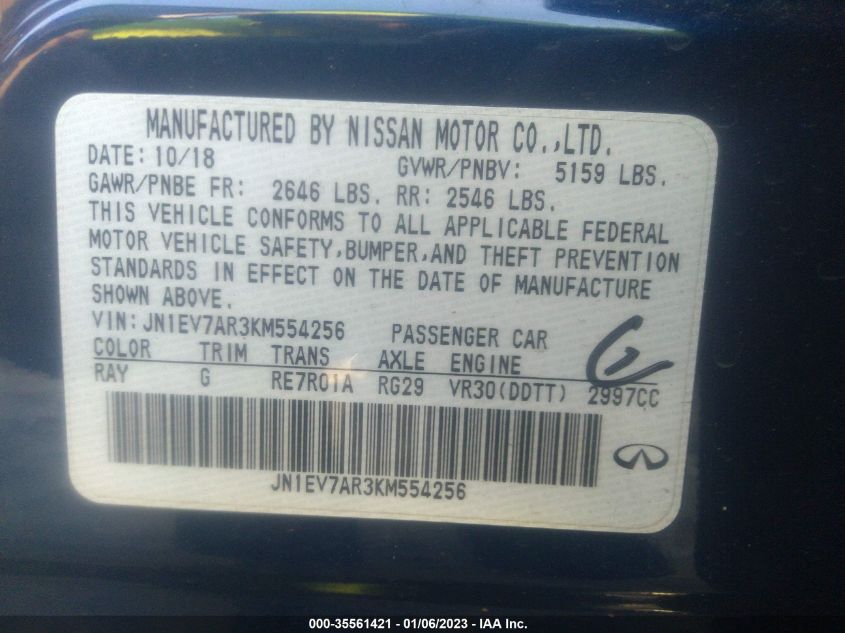 MANUFACTURED BY NISSAN MOTOR CO.,LTD.
DATE: 10/18 GVWR/PNBV: 5159 LBS.
GAWR/PNBE FR: 2646 LBS. RR: 2546 LBS.
THIS VEHICLE CONFORMS TO ALL APPLICABLE FEDERAL
MOTOR VEHICLE SAFETY,BUMPER,AND THEFT PREVENTION
STANDARDS IN EFFECT ON THE DATE OF MANUFACTURE
SHOWN ABOVE.
VIN: JN1EV7AR3KM554256 PASSENGER CAR
COLOR TRIM TRANS AXLE ENGINE
RAY G RE7R01A RG29 VR30(DDTT) 2997CC
JN1EV7AR3KM554256
000-35561421 - 01/06/2023 - IAA Inc.